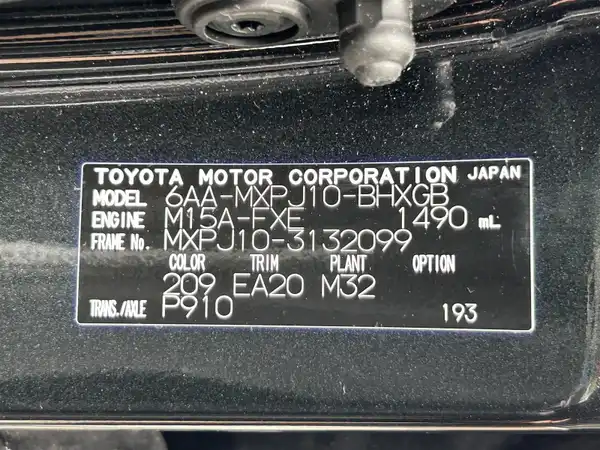 TOYOTA MOTOR CORPORATION JAPAN
MODEL 6AA-MXPJ10-BHXGB
ENGINE M15A-FXE 1490 mL
FRAME No. MXPJ10-3132099
COLOR TRIM PLANT OPTION
209 EA20 M32
TRANS./AXLE P910 193